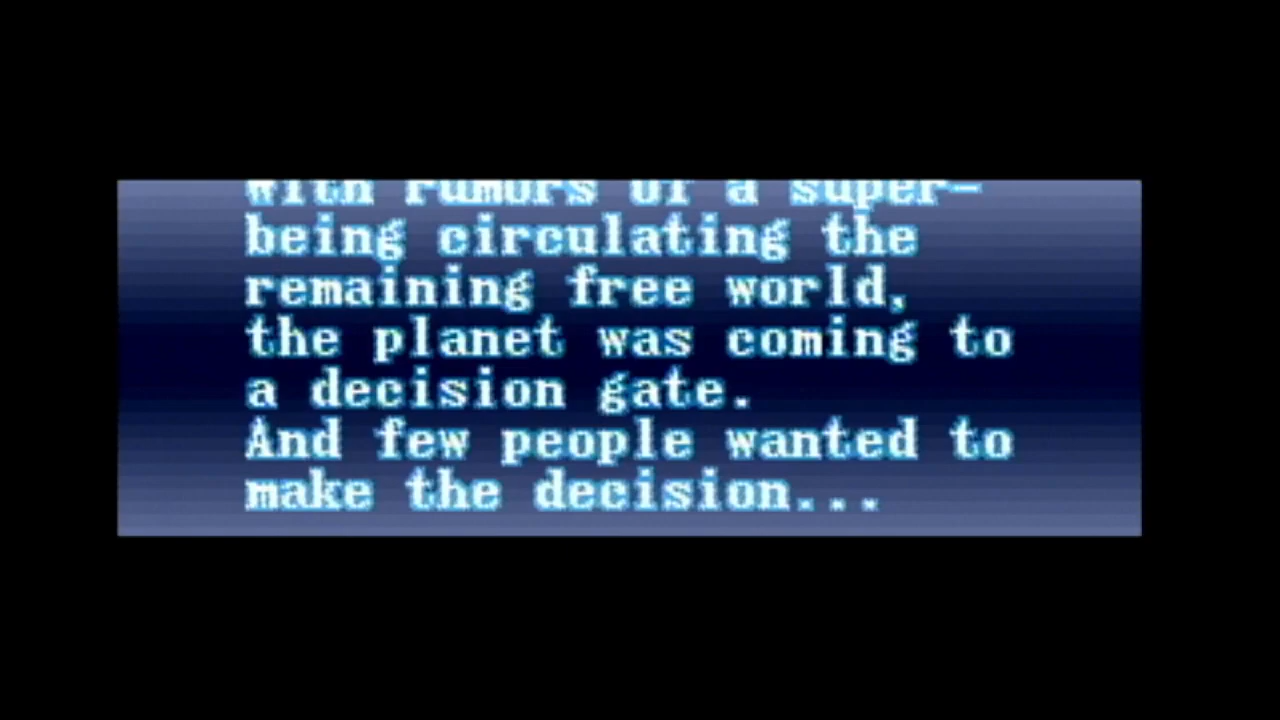 with rumors of a super-
being circulating the
remaining free world,
the planet was coming to
a decision gate.
And few people wanted to
make the decision...